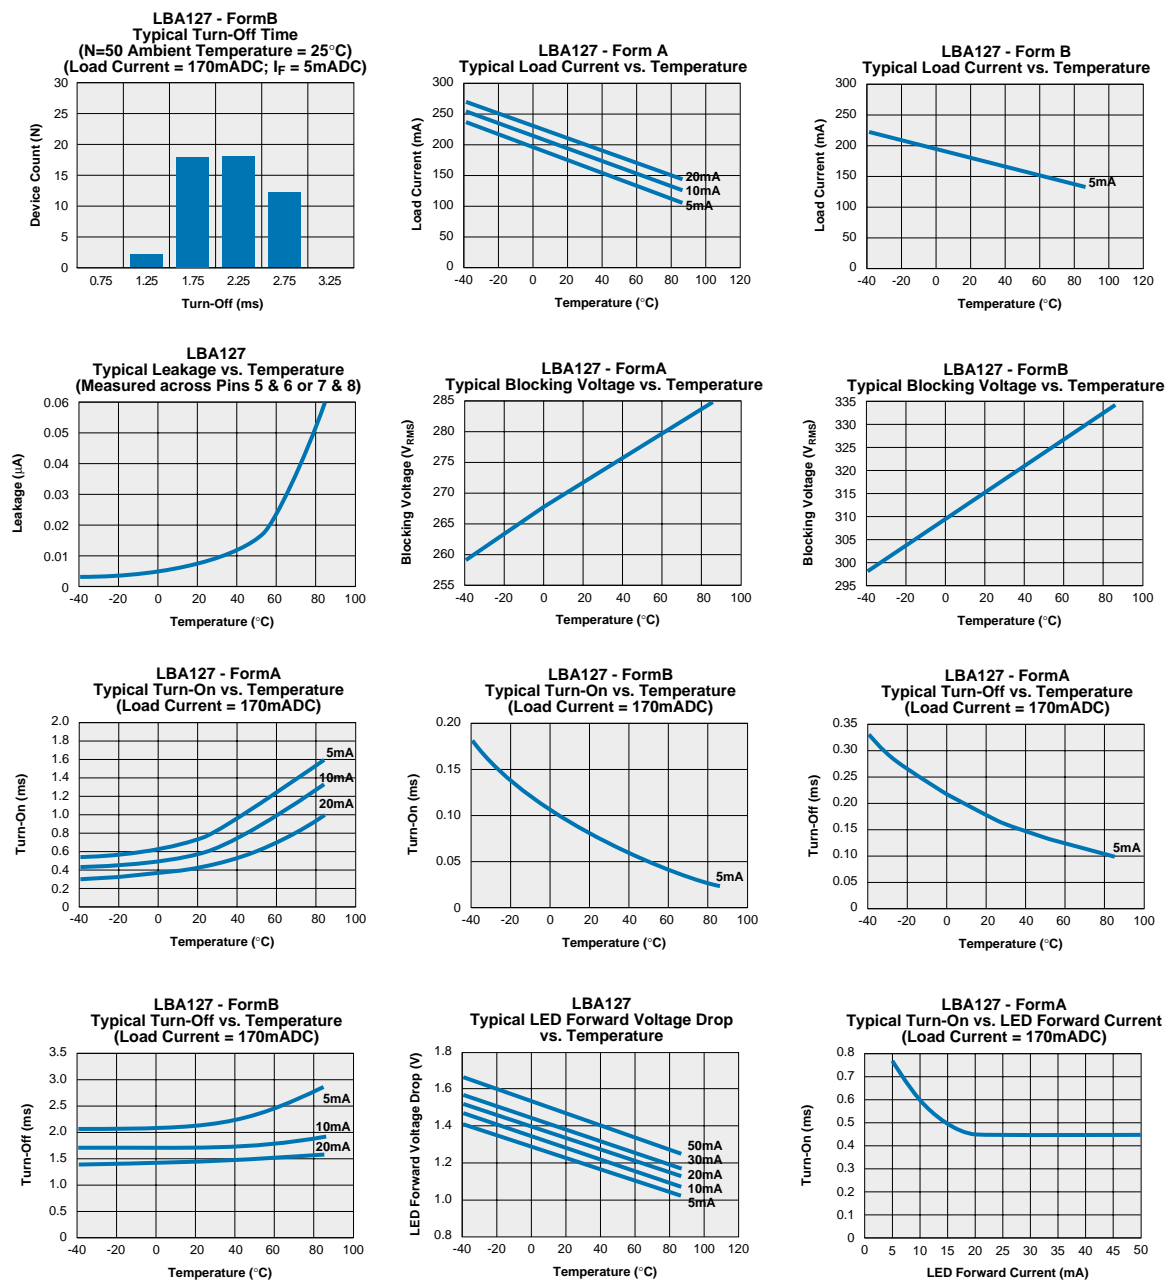 LBA127 - FormB
Typical Turn-Off Time
(N=50 Ambient Temperature = 25°C)
(Load Current = 170mADC; IF = 5mADC)
30
25
20
15
10
5
0
Device Count (N)
0.75 1.25 1.75 2.25 2.75 3.25
Turn-Off (ms)
LBA127 - Form A
Typical Load Current vs. Temperature
300
250
200
150
100
50
0
Load Current (mA)
20mA
10mA
5mA
-40 -20 0 20 40 60 80 100 120
Temperature (°C)
LBA127 - Form B
Typical Load Current vs. Temperature
300
250
200
150
100
50
0
Load Current (mA)
5mA
-40 -20 0 20 40 60 80 100 120
Temperature (°C)
LBA127
Typical Leakage vs. Temperature
(Measured across Pins 5 & 6 or 7 & 8)
0.06
0.05
0.04
0.03
0.02
0.01
0
Leakage (µA)
-40 -20 0 20 40 60 80 100
Temperature (°C)
LBA127 - FormA
Typical Blocking Voltage vs. Temperature
285
280
275
270
265
260
255
Blocking Voltage (VRMS)
-40 -20 0 20 40 60 80 100
Temperature (°C)
LBA127 - FormB
Typical Blocking Voltage vs. Temperature
335
330
325
320
315
310
305
300
295
Blocking Voltage (VRMS)
-40 -20 0 20 40 60 80 100
Temperature (°C)
LBA127 - FormA
Typical Turn-On vs. Temperature
(Load Current = 170mADC)
2.0
1.8
1.6
1.4
1.2
1.0
0.8
0.6
0.4
0.2
0
Turn-On (ms)
5mA
10mA
20mA
-40 -20 0 20 40 60 80 100
Temperature (°C)
LBA127 - FormB
Typical Turn-On vs. Temperature
(Load Current = 170mADC)
0.20
0.15
0.10
0.05
0
Turn-On (ms)
5mA
-40 -20 0 20 40 60 80 100
Temperature (°C)
LBA127 - FormA
Typical Turn-Off vs. Temperature
(Load Current = 170mADC)
0.35
0.30
0.25
0.20
0.15
0.10
0.05
0
Turn-Off (ms)
5mA
-40 -20 0 20 40 60 80 100
Temperature (°C)
LBA127 - FormB
Typical Turn-Off vs. Temperature
(Load Current = 170mADC)
3.5
3.0
2.5
2.0
1.5
1.0
0.5
0
Turn-Off (ms)
5mA
10mA
20mA
-40 -20 0 20 40 60 80 100
Temperature (°C)
LBA127
Typical LED Forward Voltage Drop
vs. Temperature
1.8
1.6
1.4
1.2
1.0
0.8
LED Forward Voltage Drop (V)
50mA
30mA
20mA
10mA
5mA
-40 -20 0 20 40 60 80 100 120
Temperature (°C)
LBA127 - FormA
Typical Turn-On vs. LED Forward Current
(Load Current = 170mADC)
0.8
0.7
0.6
0.5
0.4
0.3
0.2
0.1
0
Turn-On (ms)
0 5 10 15 20 25 30 35 40 45 50
LED Forward Current (mA)